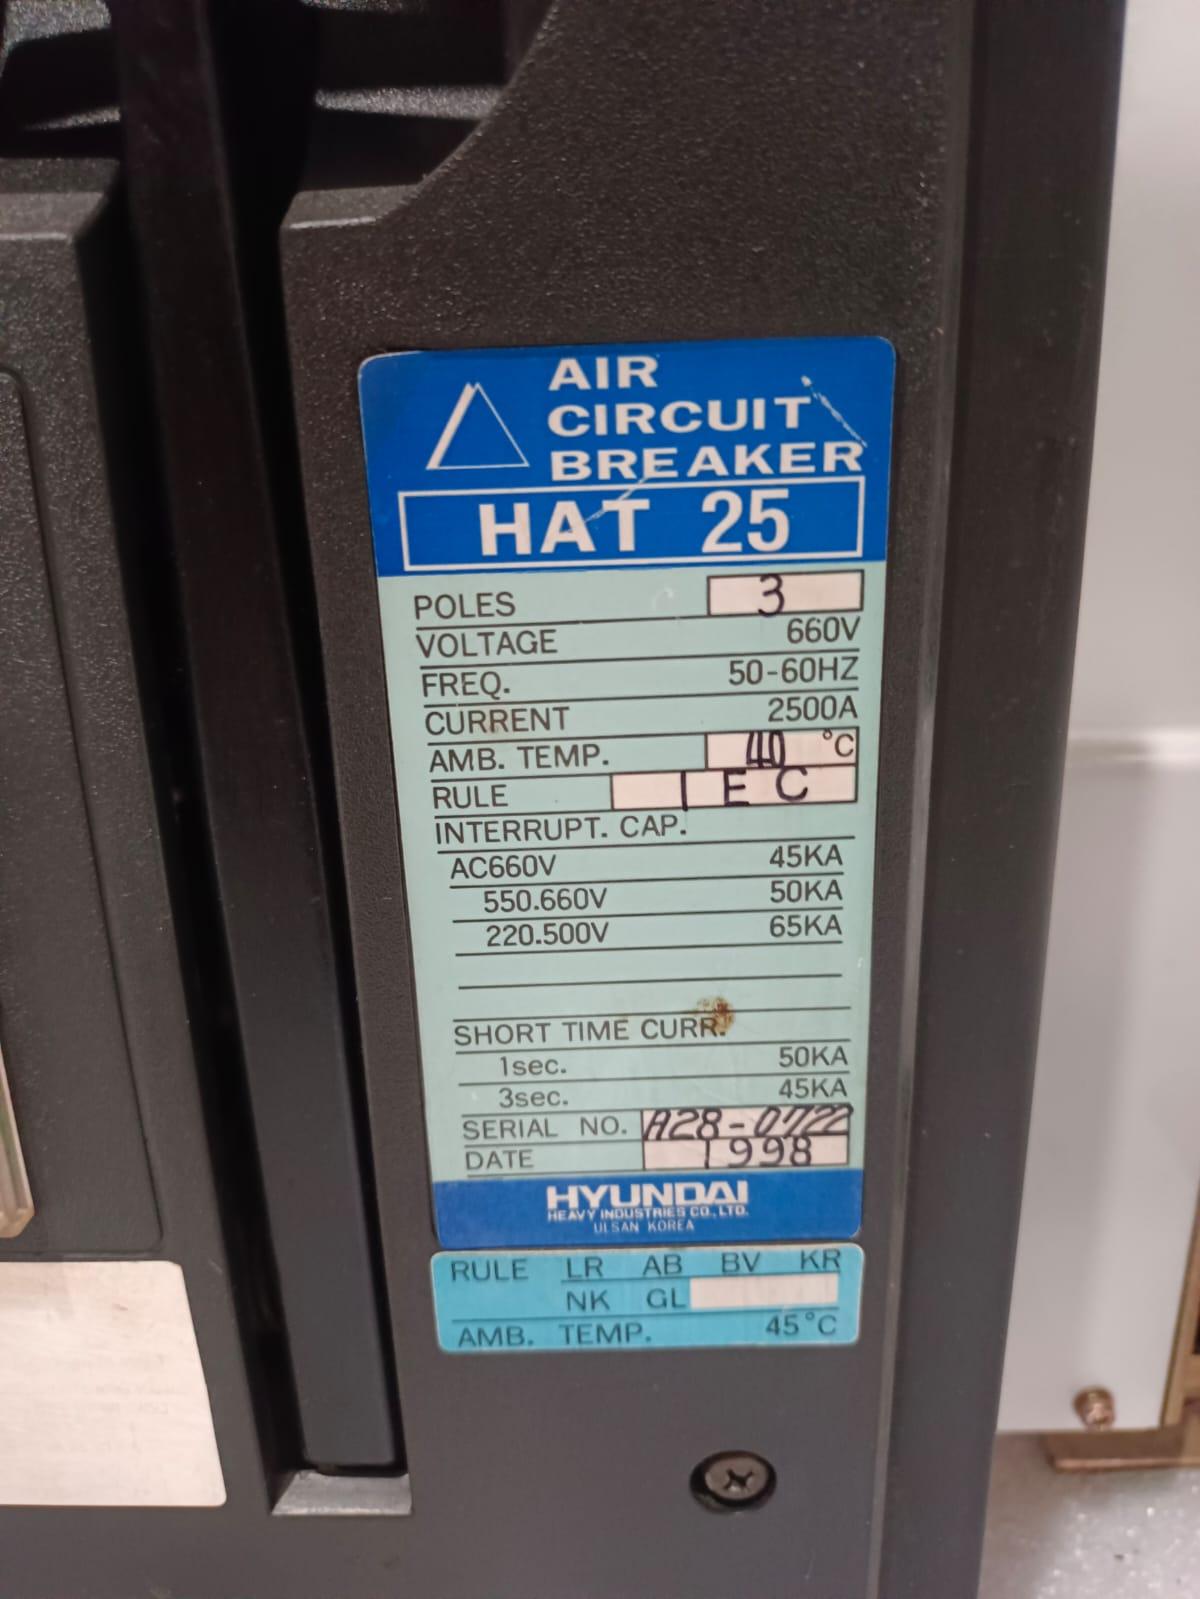 AIR
CIRCUIT
BREAKER
HAT 25
POLES 3
VOLTAGE 660V
FREQ. 50-60HZ
CURRENT 2500A
AMB. TEMP. 40 °C
RULE IEC
INTERRUPT. CAP.
AC660V 45KA
550.660V 50KA
220.500V 65KA
SHORT TIME CURR.
1sec. 50KA
3sec. 45KA
SERIAL NO. A28-0722
DATE 1998
HYUNDAI
HEAVY INDUSTRIES CO., LTD.
ULSAN KOREA
RULE LR AB BV KR
NK GL
AMB. TEMP. 45°C